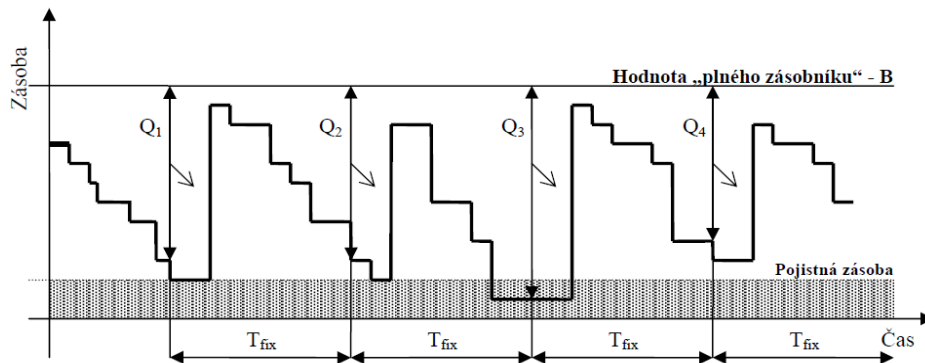 Zásoba
Hodnota „plného zásobníku“ - B
Q1
Q2
Q3
Q4
Pojistná zásoba
Tfix
Tfix
Tfix
Tfix
Čas